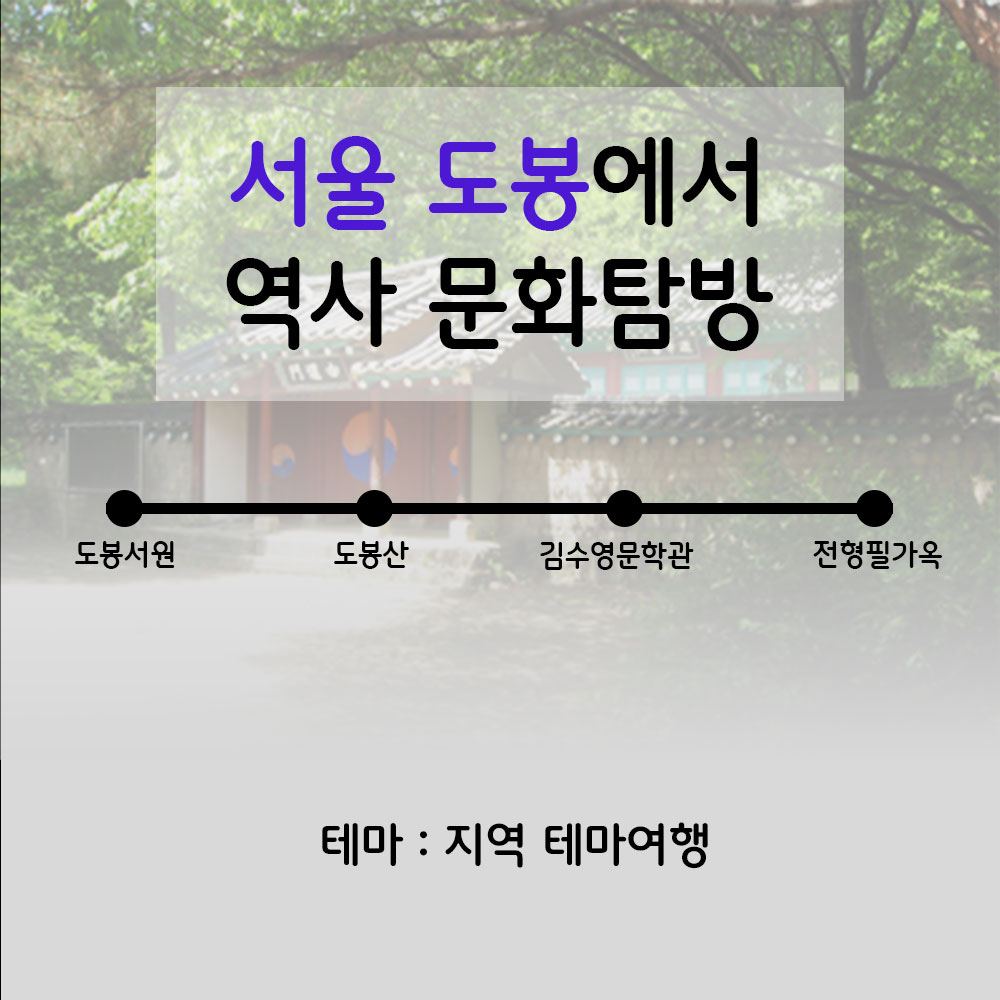 서울 도봉에서
역사 문화탐방
도봉서원
도봉산
김수영문학관
전형필가옥
테마 : 지역 테마여행